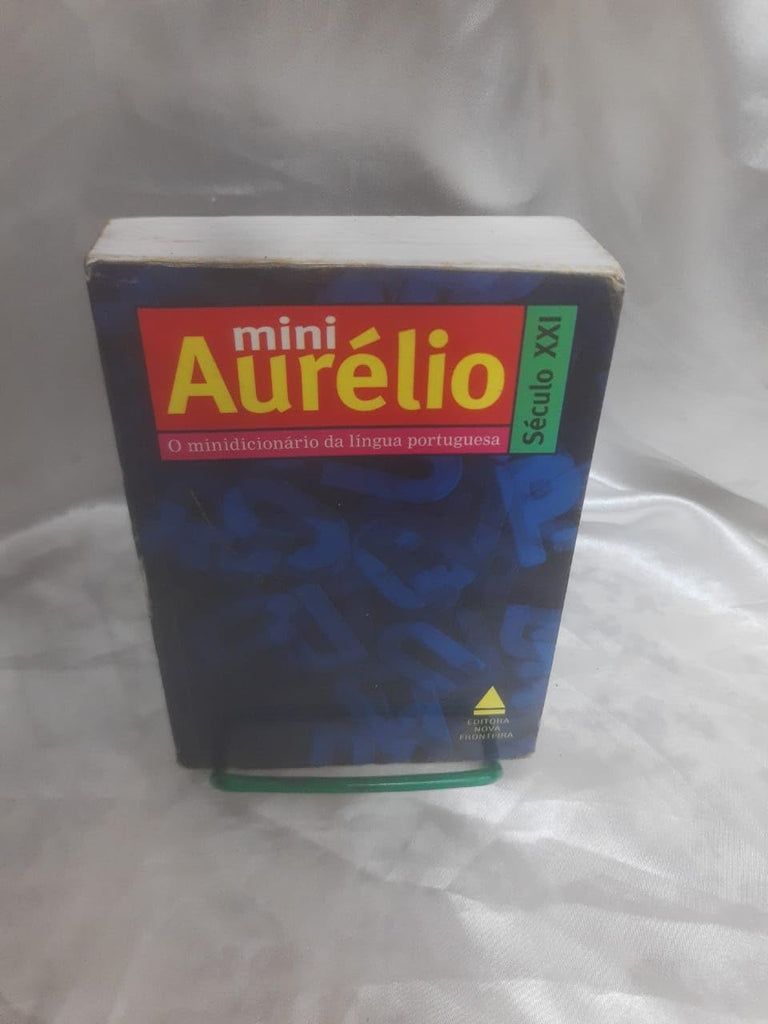 mini
Aurélio
Século XXI
O minidicionário da língua portuguesa
EDITORA
NOVA
FRONTEIRA